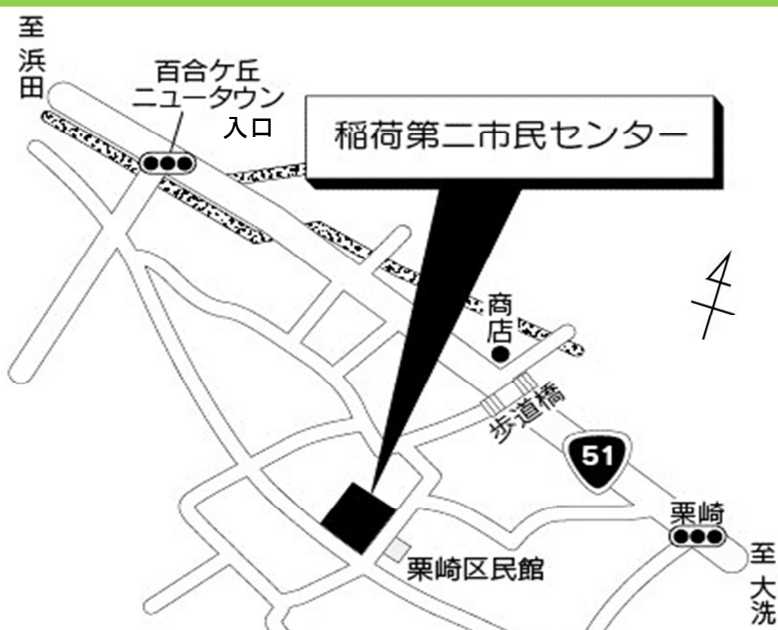 至浜田
百合ケ丘
ニュータウン
入口
稲荷第二市民センター
商店
歩道橋
51
栗崎
栗崎区民館
至大洗